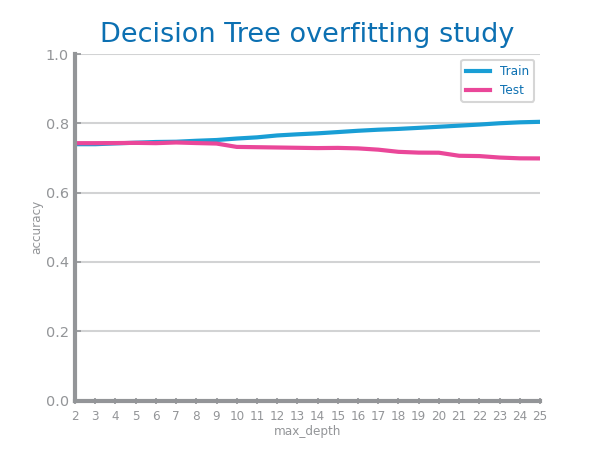 Decision Tree overfitting study
1.0
Train
Test
0.8
0.6
accuracy
0.4
0.2
0.0
2 3 4 5 6 7 8 9 10 11 12 13 14 15 16 17 18 19 20 21 22 23 24 25
max_depth